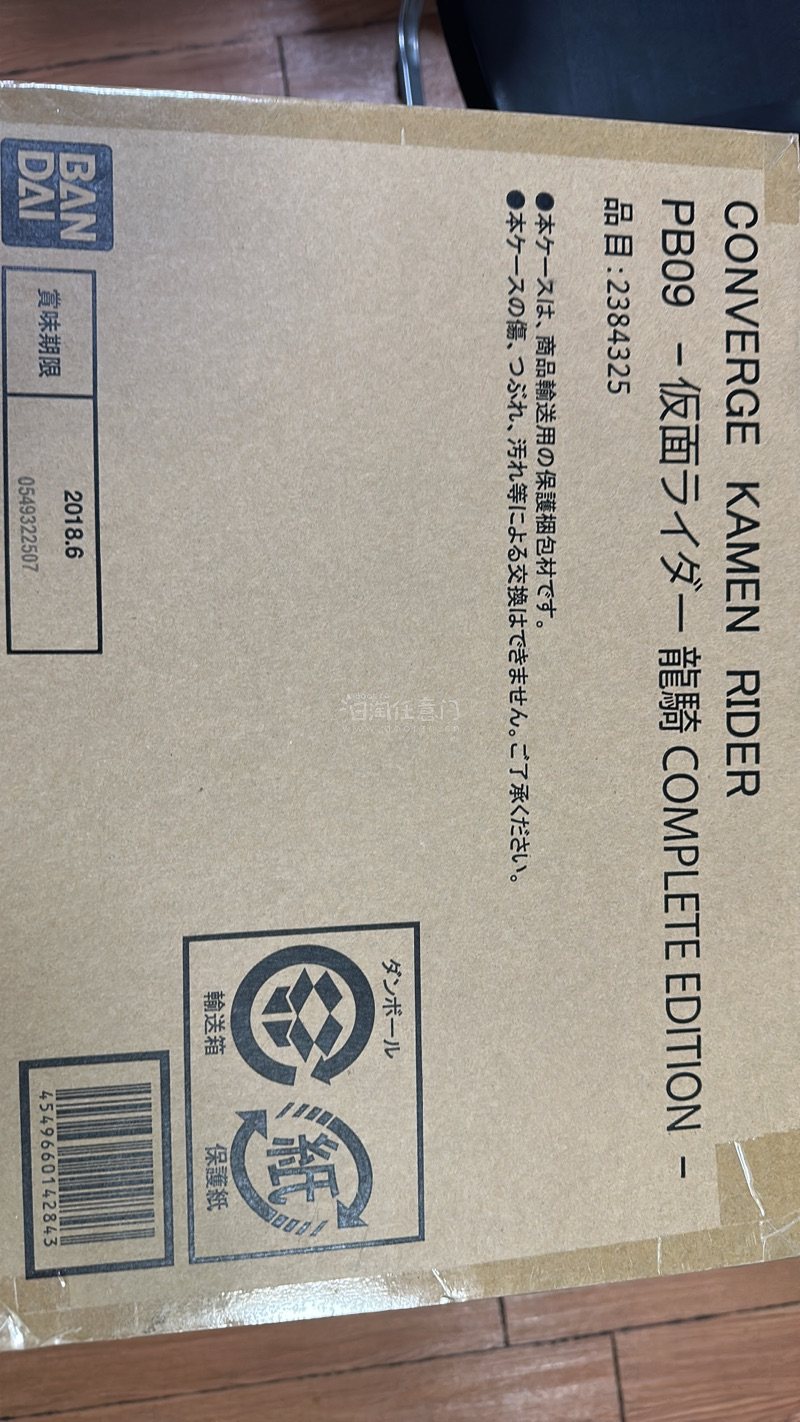 CONVERGE KAMEN RIDER
PB09 -仮面ライダー龍騎 COMPLETE EDITION -
品目:2384325
●本ケースは、商品輸送用の保護梱包材です。
●本ケースの傷、つぶれ、汚れ等による交換はできません。ご了承ください。
BAN
DAI
賞味期限
2018.6
0549322507
ダンボール
輸送箱
紙
保護紙
4549660142843